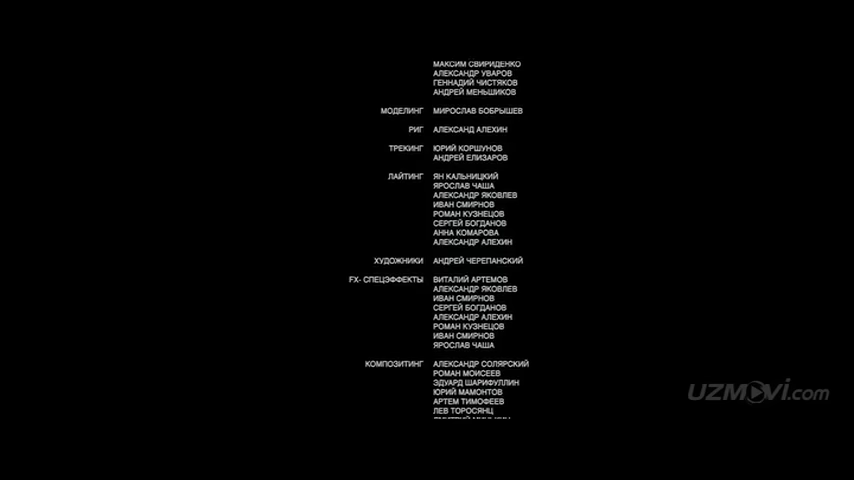 МАКСИМ СВИРИДЕНКО
АЛЕКСАНДР УВАРОВ
ГЕННАДИЙ ЧИСТЯКОВ
АНДРЕЙ МЕНЬШИКОВ
МОДЕЛИНГ МИРОСЛАВ БОБРЫШЕВ
РИГ АЛЕКСАНД АЛЕХИН
ТРЕКИНГ ЮРИЙ КОРШУНОВ
АНДРЕЙ ЕЛИЗАРОВ
ЛАЙТИНГ ЯН КАЛЬНИЦКИЙ
ЯРОСЛАВ ЧАША
АЛЕКСАНДР ЯКОВЛЕВ
ИВАН СМИРНОВ
РОМАН КУЗНЕЦОВ
СЕРГЕЙ БОГДАНОВ
АННА КОМАРОВА
АЛЕКСАНДР АЛЕХИН
ХУДОЖНИКИ АНДРЕЙ ЧЕРЕПАНСКИЙ
FX- СПЕЦЭФФЕКТЫ ВИТАЛИЙ АРТЕМОВ
АЛЕКСАНДР ЯКОВЛЕВ
ИВАН СМИРНОВ
СЕРГЕЙ БОГДАНОВ
АЛЕКСАНДР АЛЕХИН
РОМАН КУЗНЕЦОВ
ИВАН СМИРНОВ
ЯРОСЛАВ ЧАША
КОМПОЗИТИНГ АЛЕКСАНДР СОЛЯРСКИЙ
РОМАН МОИСЕЕВ
ЭДУАРД ШАРИФУЛЛИН
ЮРИЙ МАМОНТОВ
АРТЕМ ТИМОФЕЕВ
ЛЕВ ТОРОСЯНЦ
ДМИТРИЙ
UZMOVi.com